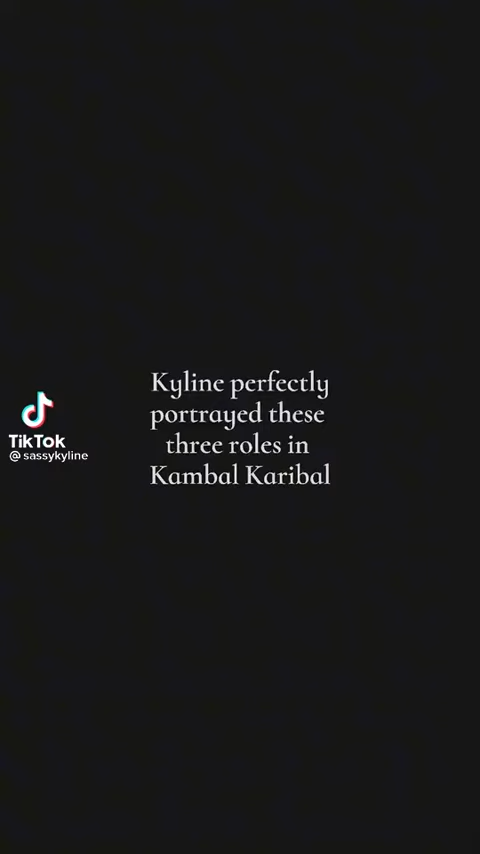 Kyline perfectly
portrayed these
three roles in
Kambal Karibal
TikTok
@sassykyline